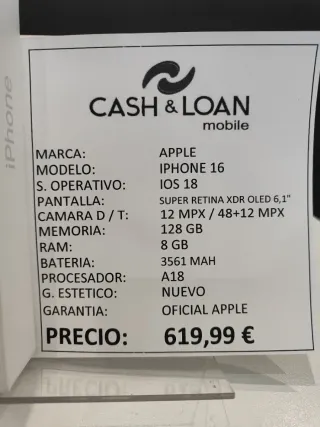 iPhone
CASH & LOAN
mobile
MARCA: APPLE
MODELO: IPHONE 16
S. OPERATIVO: IOS 18
PANTALLA: SUPER RETINA XDR OLED 6,1"
CAMARA D / T: 12 MPX / 48+12 MPX
MEMORIA: 128 GB
RAM: 8 GB
BATERIA: 3561 MAH
PROCESADOR: A18
G. ESTETICO: NUEVO
GARANTIA: OFICIAL APPLE
PRECIO: 619,99 €